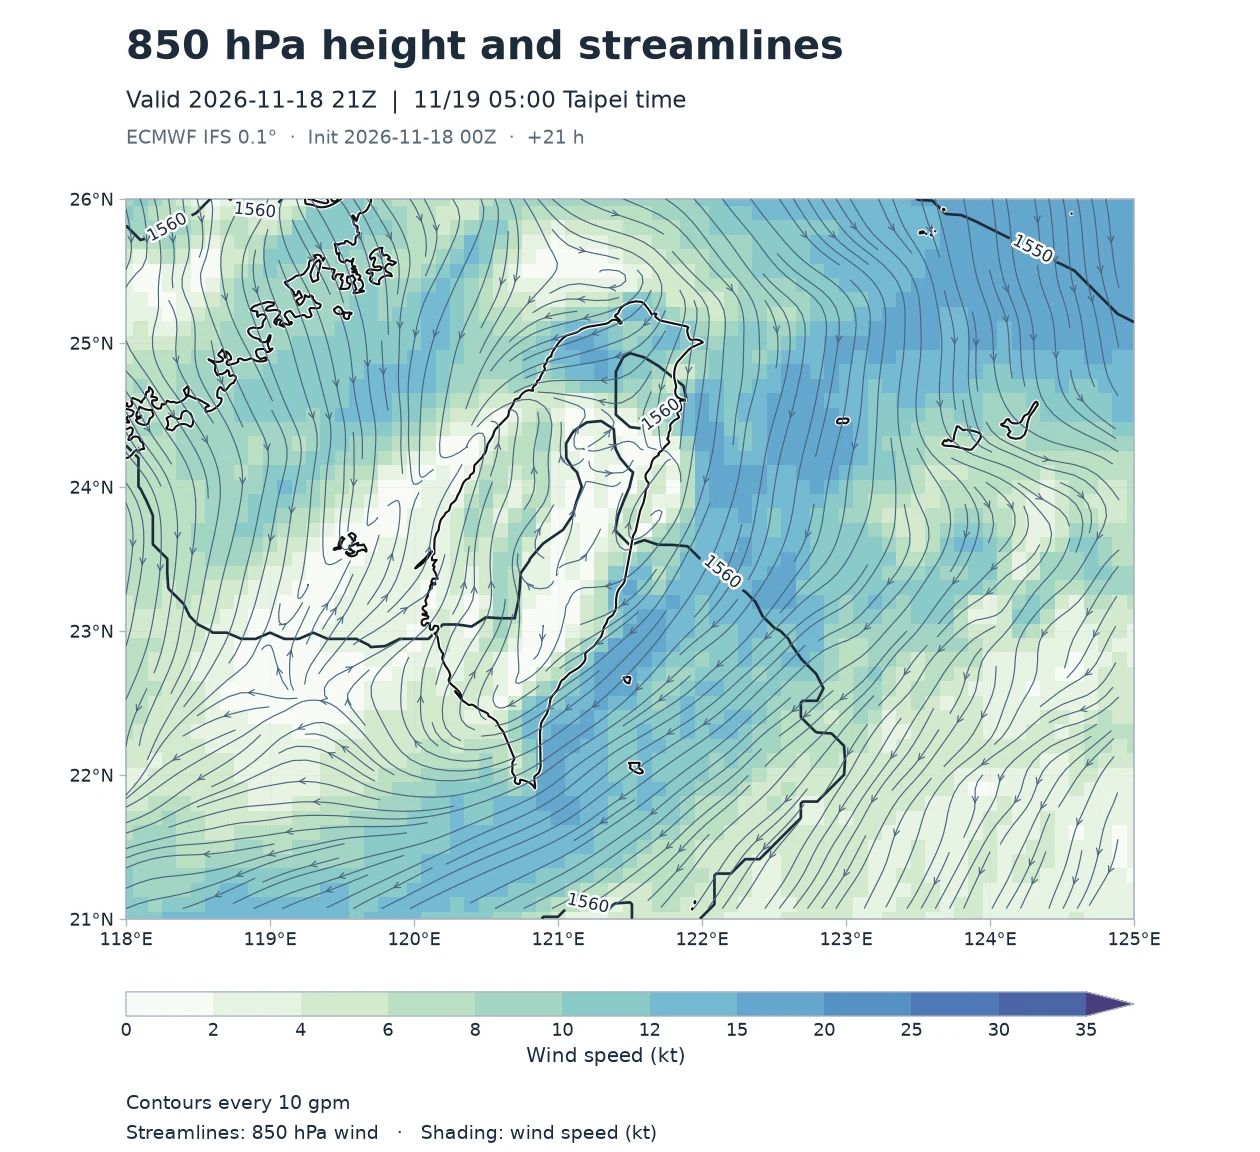 850 hPa height and streamlines
Valid 2026-11-18 21Z | 11/19 05:00 Taipei time
ECMWF IFS 0.1° · Init 2026-11-18 00Z · +21 h
26°N
1560
1560
1550
25°N
1560
24°N
1560
23°N
22°N
1560
21°N
118°E 119°E 120°E 121°E 122°E 123°E 124°E 125°E
0 2 4 6 8 10 12 15 20 25 30 35
Wind speed (kt)
Contours every 10 gpm
Streamlines: 850 hPa wind · Shading: wind speed (kt)